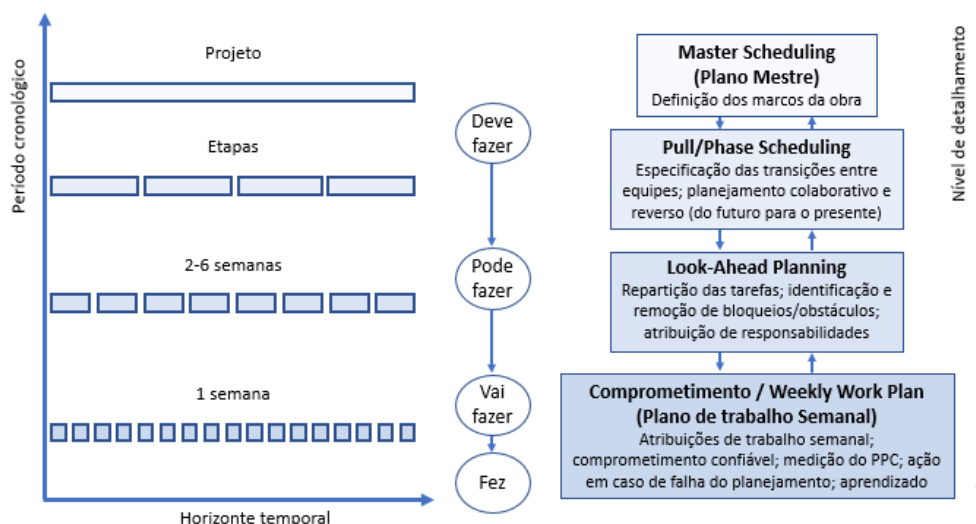 Período cronológico
Projeto
Etapas
2-6 semanas
1 semana
Horizonte temporal
Deve
fazer
Pode
fazer
Vai
fazer
Fez
Master Scheduling
(Plano Mestre)
Definição dos marcos da obra
Pull/Phase Scheduling
Especificação das transições entre
equipes; planejamento colaborativo e
reverso (do futuro para o presente)
Look-Ahead Planning
Repartição das tarefas; identificação e
remoção de bloqueios/obstáculos;
atribuição de responsabilidades
Comprometimento / Weekly Work Plan
(Plano de trabalho Semanal)
Atribuições de trabalho semanal;
comprometimento confiável; medição do PPC; ação
em caso de falha do planejamento; aprendizado
Nível de detalhamento